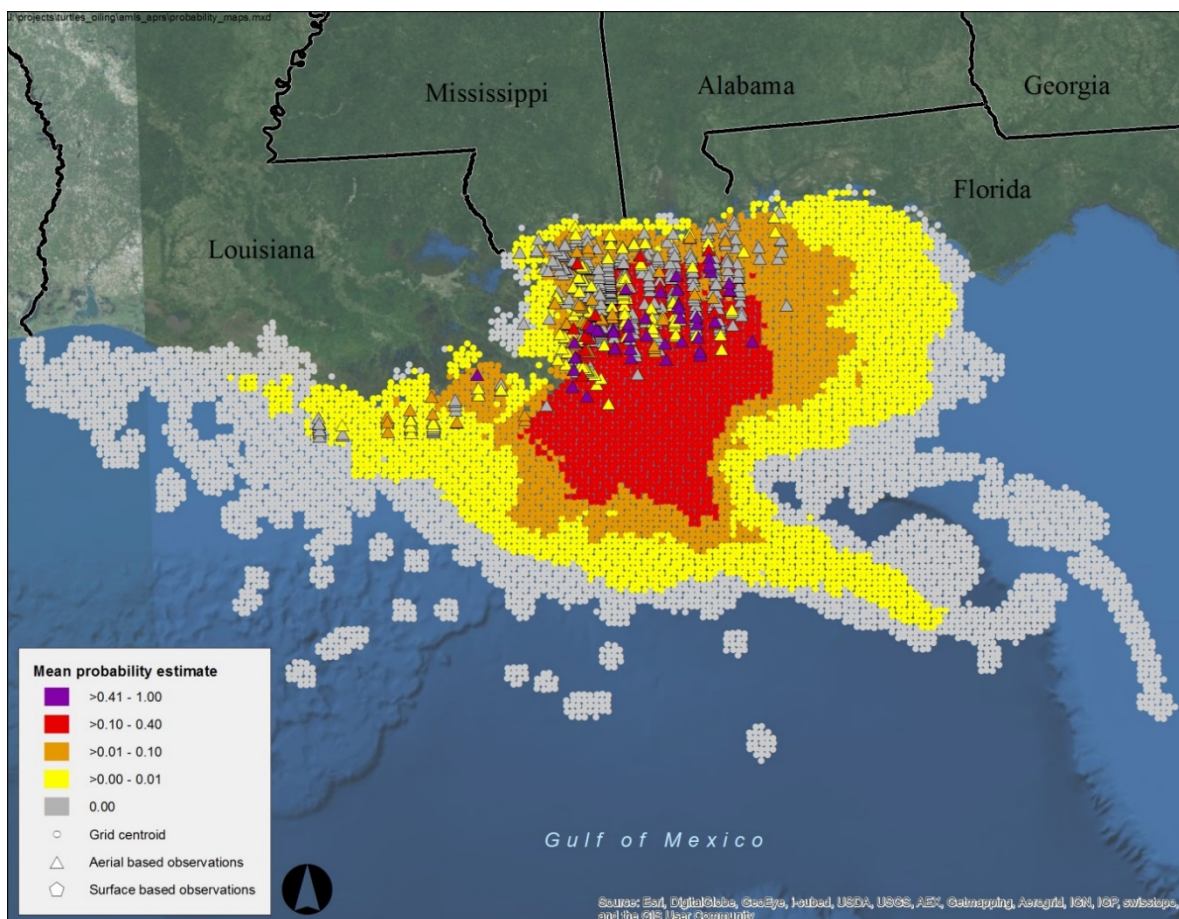 J:\projects\turtles_oiling\amls_aprs\probability_maps.mxd
Mississippi
Alabama
Georgia
Florida
Louisiana
Mean probability estimate
>0.41 - 1.00
>0.10 - 0.40
>0.01 - 0.10
>0.00 - 0.01
0.00
Grid centroid
Aerial based observations
Surface based observations
Gulf of Mexico
Source: Esri, DigitalGlobe, GeoEye, i-cubed, USDA, USGS, AEX, Getmapping, Aerogrid, IGN, IGP, swisstopo,
and the GIS User Community